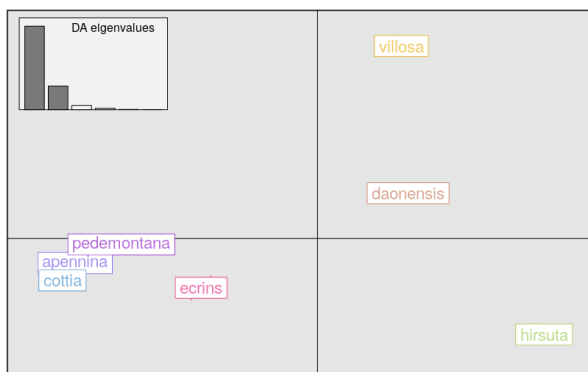 DA eigenvalues
villosa
daonensis
pedemontana
apennina
cottia
ecrins
hirsuta